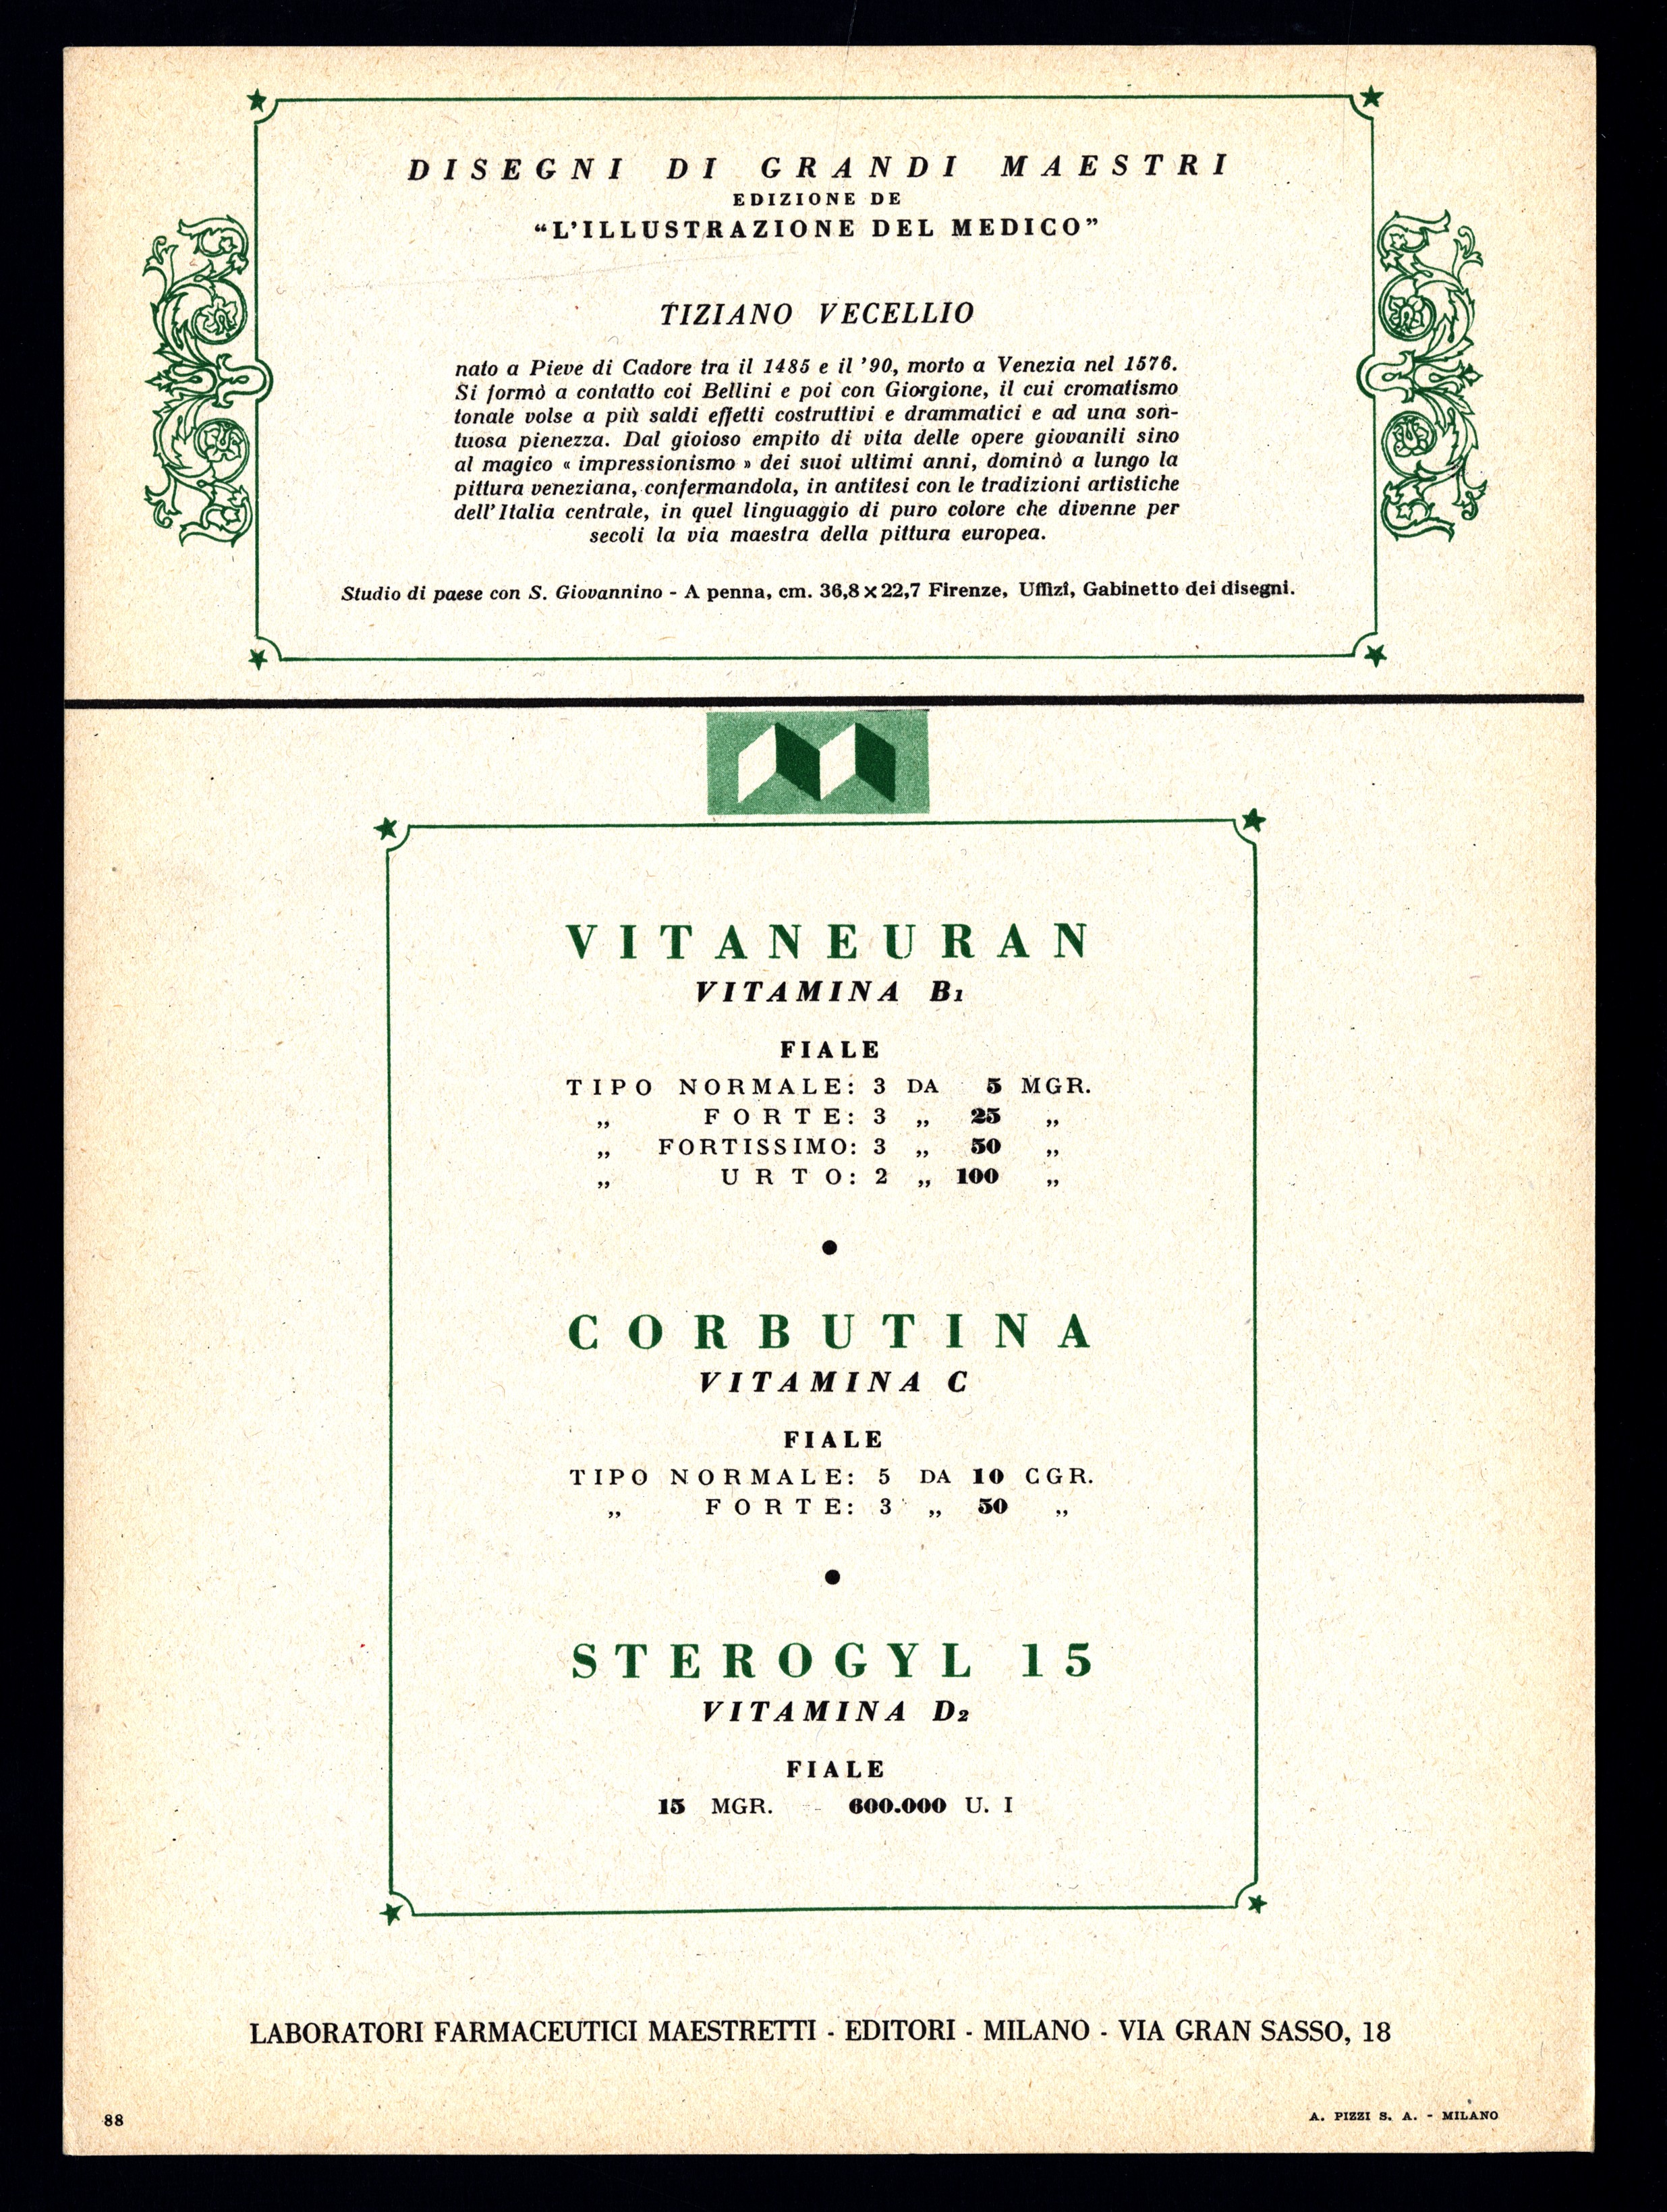 DISEGNI DI GRANDI MAESTRI
EDIZIONE DE
“L’ILLUSTRAZIONE DEL MEDICO”
TIZIANO VECELLIO
nato a Pieve di Cadore tra il 1485 e il ’90, morto a Venezia nel 1576.
Si formò a contatto coi Bellini e poi con Giorgione, il cui cromatismo
tonale volse a più saldi effetti costruttivi e drammatici e ad una son-
tuosa pienezza. Dal gioioso empito di vita delle opere giovanili sino
al magico « impressionismo » dei suoi ultimi anni, dominò a lungo la
pittura veneziana, confermandola, in antitesi con le tradizioni artistiche
dell’Italia centrale, in quel linguaggio di puro colore che divenne per
secoli la via maestra della pittura europea.
Studio di paese con S. Giovannino - A penna, cm. 36,8×22,7 Firenze, Uffizî, Gabinetto dei disegni.
VITANEURAN
VITAMINA B1
FIALE
TIPO NORMALE: 3 DA 5 MGR.
„ FORTE: 3 „ 25 „
„ FORTISSIMO: 3 „ 50 „
„ URTO: 2 „ 100 „
CORBUTINA
VITAMINA C
FIALE
TIPO NORMALE: 5 DA 10 CGR.
„ FORTE: 3 „ 50 „
STEROGYL 15
VITAMINA D2
FIALE
15 MGR. - 600.000 U. I
LABORATORI FARMACEUTICI MAESTRETTI - EDITORI - MILANO - VIA GRAN SASSO, 18
88
A. PIZZI S. A. - MILANO